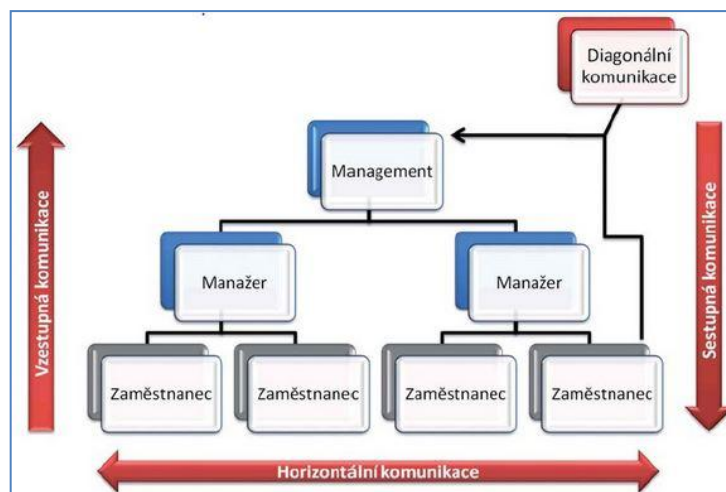 Diagonální
komunikace
Management
Vzestupná komunikace
Sestupná komunikace
Manažer
Manažer
Zaměstnanec
Zaměstnanec
Zaměstnanec
Zaměstnanec
Horizontální komunikace